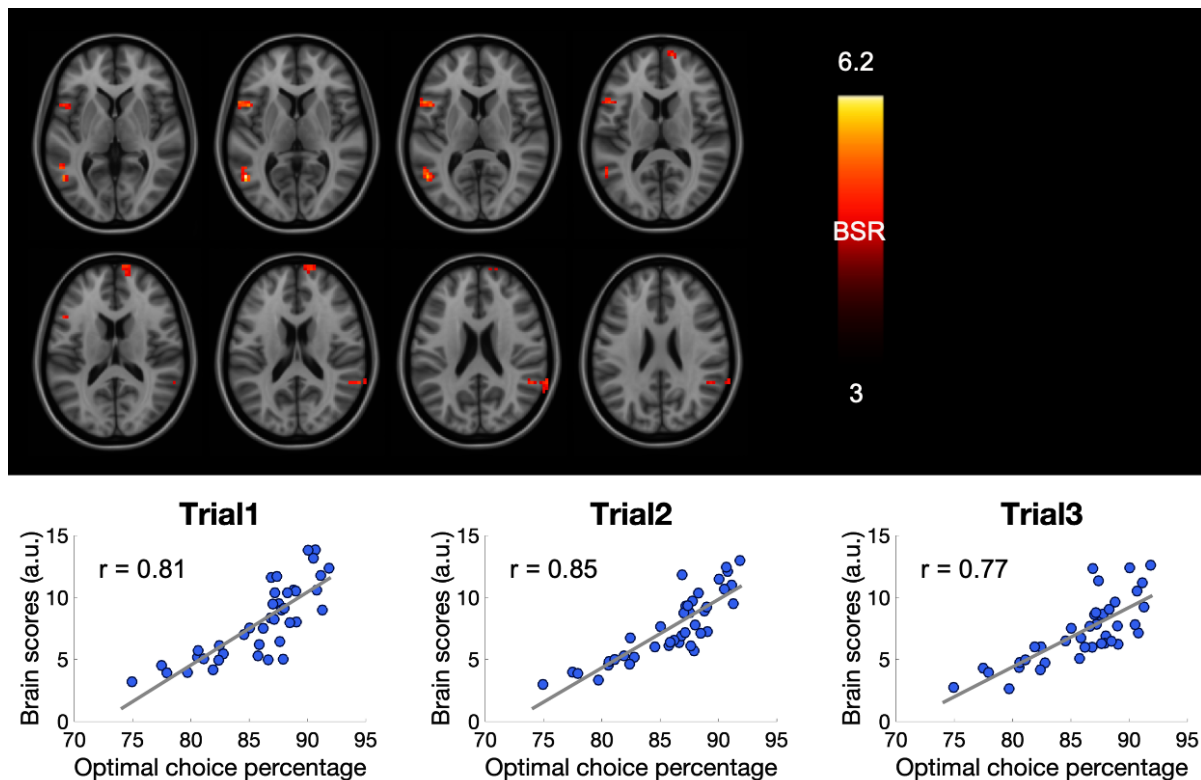 6.2
BSR
3
Trial1
Trial2
Trial3
Brain scores (a.u.)
15
10
5
0
r = 0.81
70 75 80 85 90 95
Optimal choice percentage
Brain scores (a.u.)
15
10
5
0
r = 0.85
70 75 80 85 90 95
Optimal choice percentage
Brain scores (a.u.)
15
10
5
0
r = 0.77
70 75 80 85 90 95
Optimal choice percentage